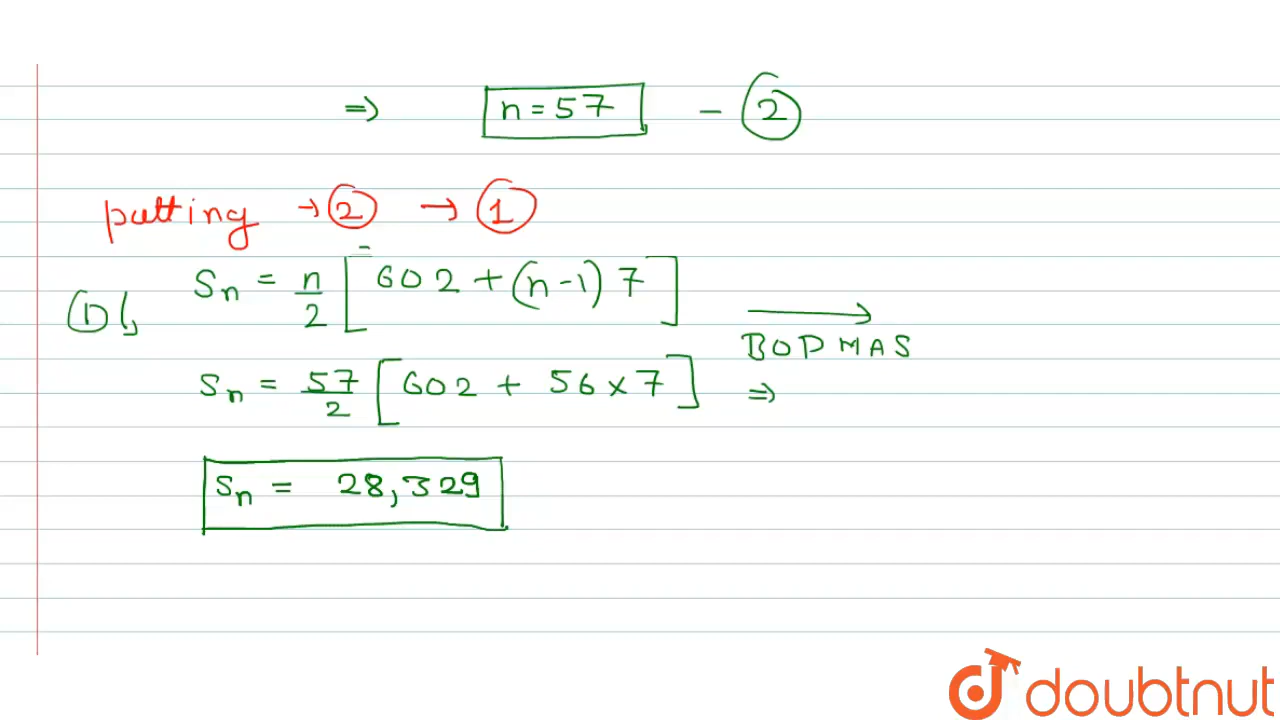 ⇒ n = 57 - ②
putting → ② → ①
Sn = n/2 [602 + (n-1) 7]
①
BODMAS
Sn = 57/2 [602 + 56 × 7] ⇒
Sn = 28,329
doubtnut